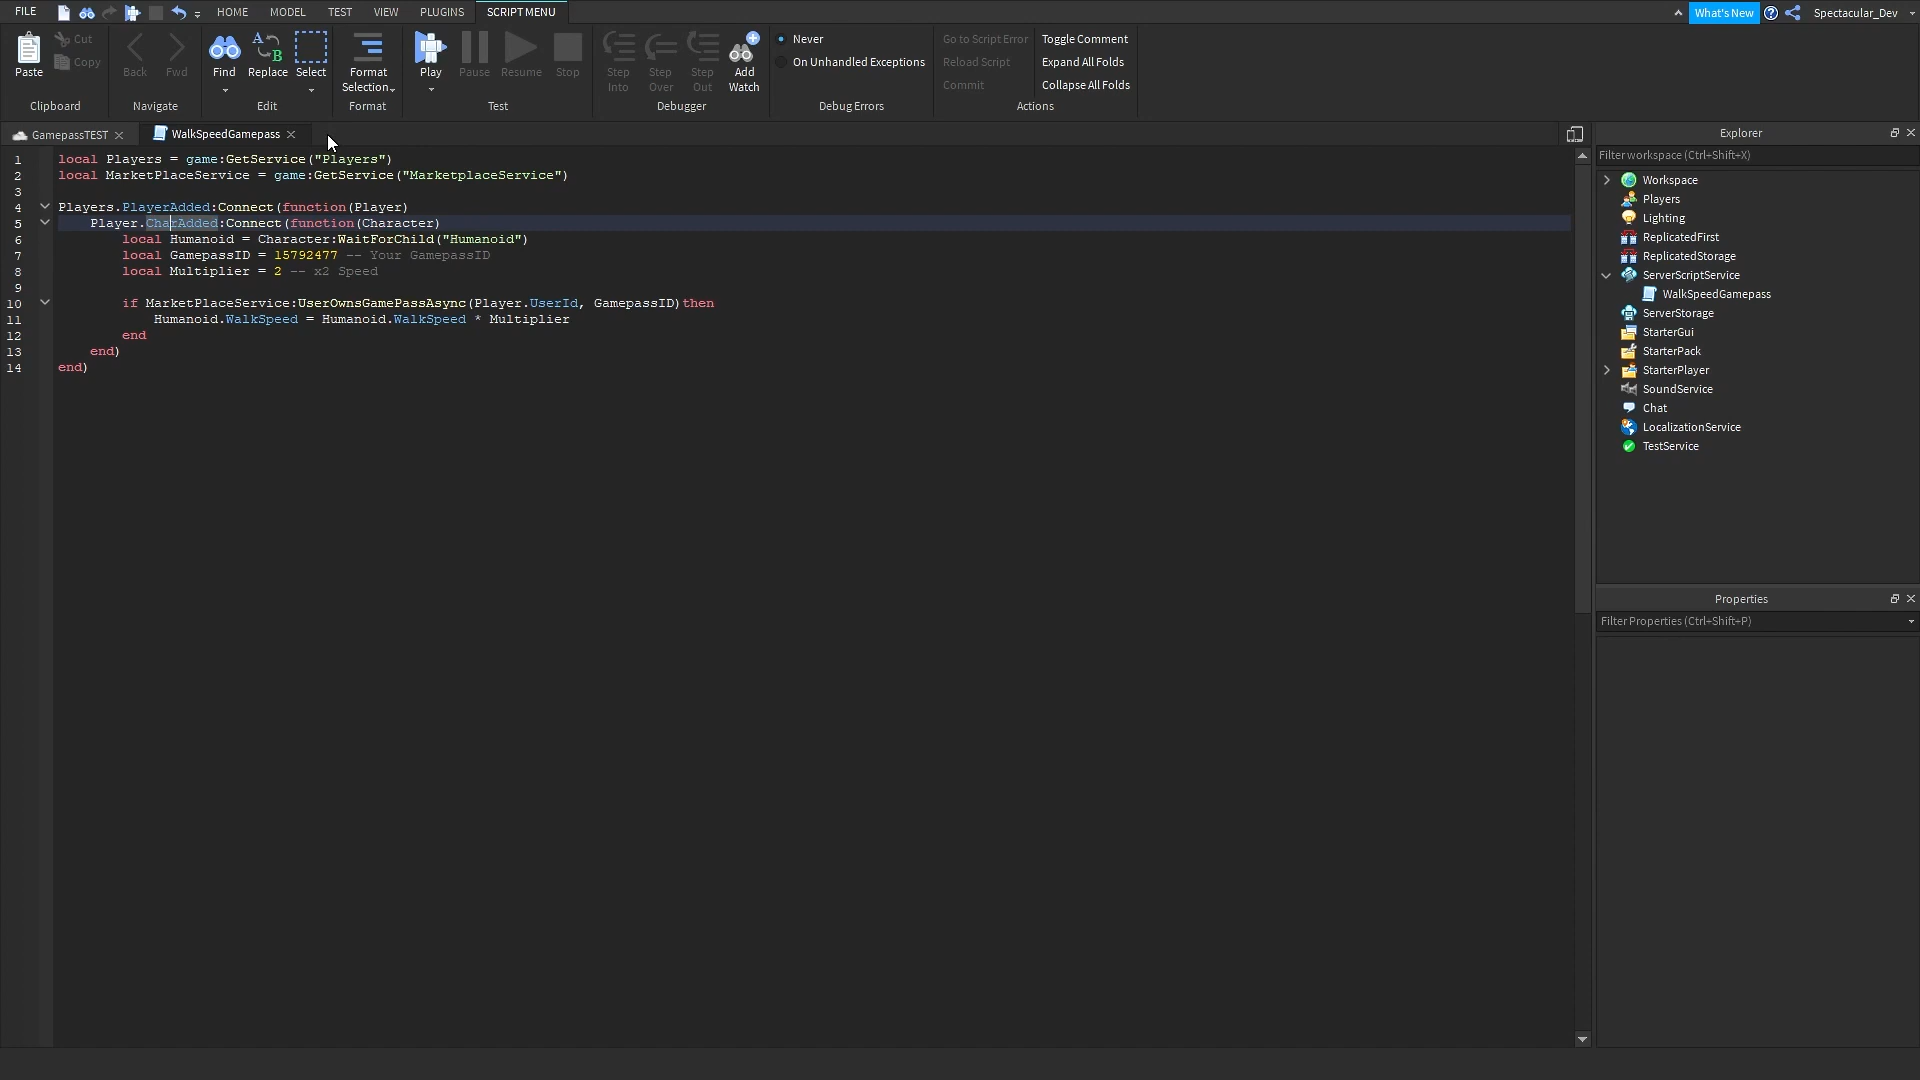 FILE HOME MODEL TEST VIEW PLUGINS SCRIPT MENU What's New Spectacular_Dev
Paste Cut Copy
Clipboard
Back Fwd
Navigate
Find Replace Select
Edit
Format Selection
Format
Play Pause Resume Stop
Test
Step Into Step Over Step Out Add Watch
Debugger
Never
On Unhandled Exceptions
Debug Errors
Go to Script Error Toggle Comment
Reload Script Expand All Folds
Commit Collapse All Folds
Actions
GamepassTEST WalkSpeedGamepass
1 local Players = game:GetService("Players")
2 local MarketPlaceService = game:GetService("MarketplaceService")
3
4 Players.PlayerAdded:Connect(function(Player)
5 Player.CharAdded:Connect(function(Character)
6 local Humanoid = Character:WaitForChild("Humanoid")
7 local GamepassID = 15792477 -- Your GamepassID
8 local Multiplier = 2 -- x2 Speed
9
10 if MarketPlaceService:UserOwnsGamePassAsync(Player.UserId, GamepassID)then
11 Humanoid.WalkSpeed = Humanoid.WalkSpeed * Multiplier
12 end
13 end)
14 end)
Explorer
Filter workspace (Ctrl+Shift+X)
Workspace
Players
Lighting
ReplicatedFirst
ReplicatedStorage
ServerScriptService
WalkSpeedGamepass
ServerStorage
StarterGui
StarterPack
StarterPlayer
SoundService
Chat
LocalizationService
TestService
Properties
Filter Properties (Ctrl+Shift+P)